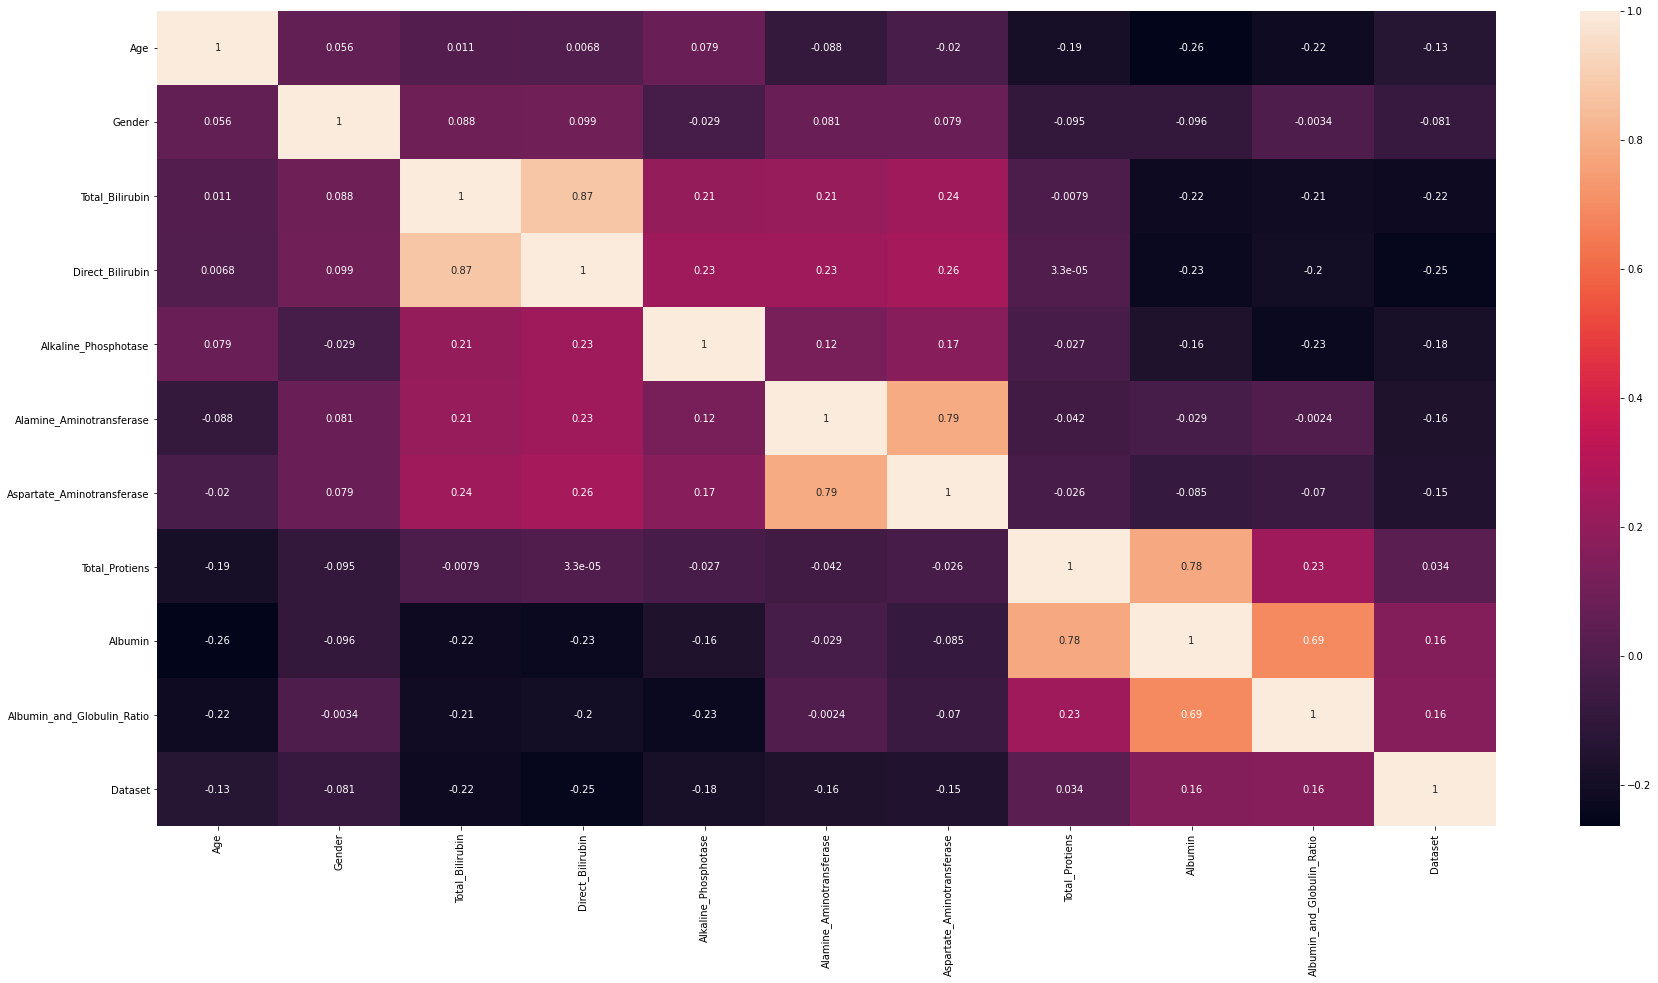 Age 1 0.056 0.011 0.0068 0.079 -0.088 -0.02 -0.19 -0.26 -0.22 -0.13
Gender 0.056 1 0.088 0.099 -0.029 0.081 0.079 -0.095 -0.096 -0.0034 -0.081
Total_Bilirubin 0.011 0.088 1 0.87 0.21 0.21 0.24 -0.0079 -0.22 -0.21 -0.22
Direct_Bilirubin 0.0068 0.099 0.87 1 0.23 0.23 0.26 3.3e-05 -0.23 -0.2 -0.25
Alkaline_Phosphotase 0.079 -0.029 0.21 0.23 1 0.12 0.17 -0.027 -0.16 -0.23 -0.18
Alamine_Aminotransferase -0.088 0.081 0.21 0.23 0.12 1 0.79 -0.042 -0.029 -0.0024 -0.16
Aspartate_Aminotransferase -0.02 0.079 0.24 0.26 0.17 0.79 1 -0.026 -0.085 -0.07 -0.15
Total_Protiens -0.19 -0.095 -0.0079 3.3e-05 -0.027 -0.042 -0.026 1 0.78 0.23 0.034
Albumin -0.26 -0.096 -0.22 -0.23 -0.16 -0.029 -0.085 0.78 1 0.69 0.16
Albumin_and_Globulin_Ratio -0.22 -0.0034 -0.21 -0.2 -0.23 -0.0024 -0.07 0.23 0.69 1 0.16
Dataset -0.13 -0.081 -0.22 -0.25 -0.18 -0.16 -0.15 0.034 0.16 0.16 1
Age
Gender
Total_Bilirubin
Direct_Bilirubin
Alkaline_Phosphotase
Alamine_Aminotransferase
Aspartate_Aminotransferase
Total_Protiens
Albumin
Albumin_and_Globulin_Ratio
Dataset
1.0
0.8
0.6
0.4
0.2
0.0
−0.2